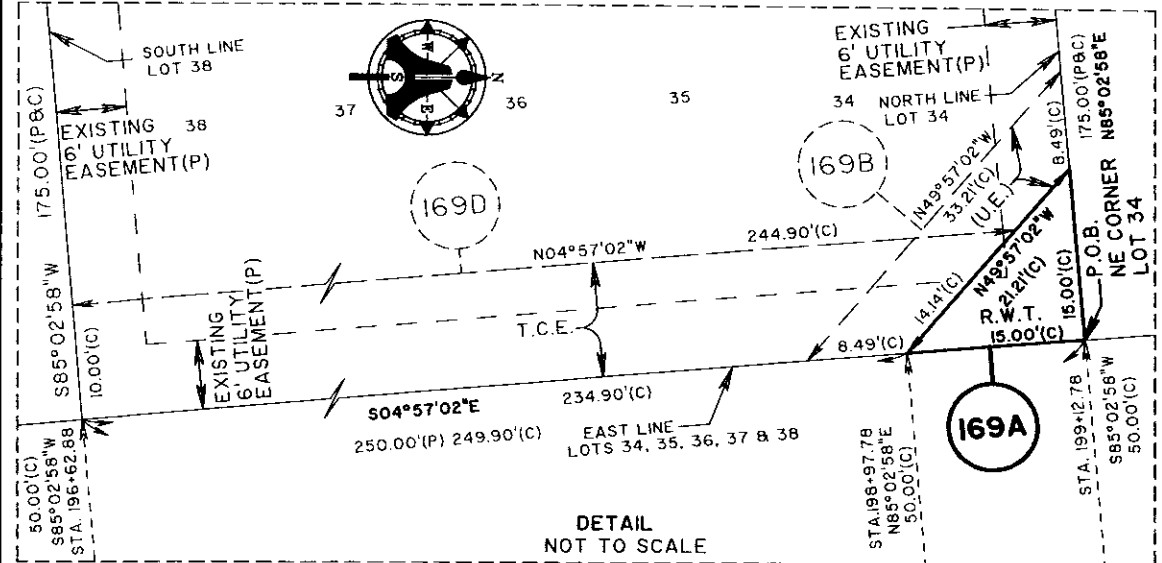 SOUTH LINE
LOT 38
EXISTING
6' UTILITY
EASEMENT(P)
175.00'(P&C)
EXISTING
6' UTILITY
EASEMENT(P)
38
37
36
35
34
W
S
N
E
NORTH LINE
LOT 34
175.00'(P&C)
N85°02'58"E
8.49'(C)
169D
169B
N49°57'02"W
33.21'(C)
(U.E.)
N04°57'02"W
244.90'(C)
N49°57'02"W
21.21'(C)
14.14'(C)
R.W.T.
15.00'(C)
15.00'(C)
P.O.B.
NE CORNER
LOT 34
S85°02'58"W
10.00'(C)
EXISTING
6' UTILITY
EASEMENT(P)
T.C.E.
8.49'(C)
S04°57'02"E
234.90'(C)
250.00'(P) 249.90'(C)
EAST LINE
LOTS 34, 35, 36, 37 & 38
169A
50.00'(C)
S85°02'58"W
STA. 196+62.88
STA.198+97.78
N85°02'58"E
50.00'(C)
STA. 199+12.78
S85°02'58"W
50.00'(C)
DETAIL
NOT TO SCALE